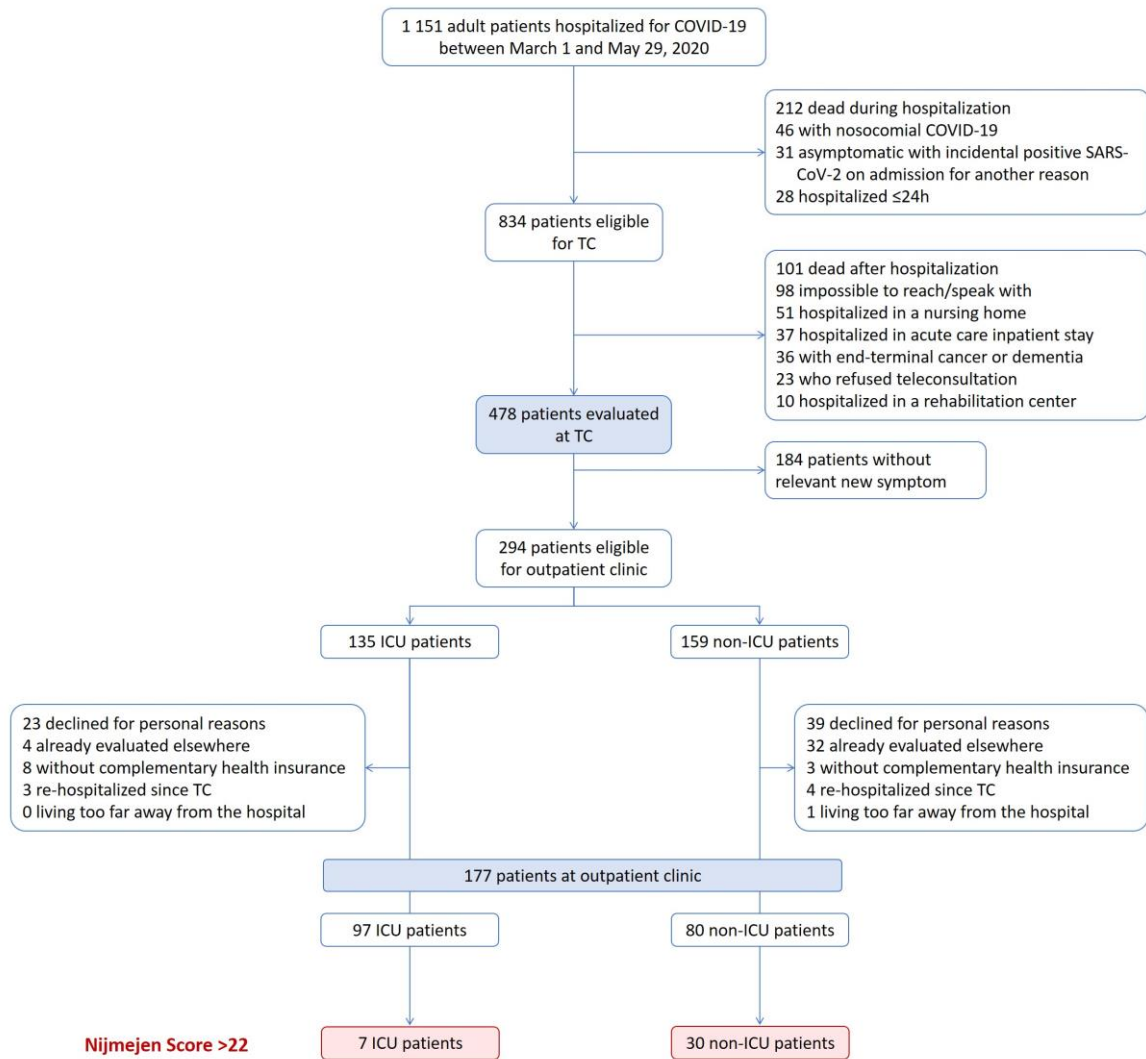 1 151 adult patients hospitalized for COVID-19
between March 1 and May 29, 2020
212 dead during hospitalization
46 with nosocomial COVID-19
31 asymptomatic with incidental positive SARS-
CoV-2 on admission for another reason
28 hospitalized ≤24h
834 patients eligible
for TC
101 dead after hospitalization
98 impossible to reach/speak with
51 hospitalized in a nursing home
37 hospitalized in acute care inpatient stay
36 with end-terminal cancer or dementia
23 who refused teleconsultation
10 hospitalized in a rehabilitation center
478 patients evaluated
at TC
184 patients without
relevant new symptom
294 patients eligible
for outpatient clinic
135 ICU patients
159 non-ICU patients
23 declined for personal reasons
4 already evaluated elsewhere
8 without complementary health insurance
3 re-hospitalized since TC
0 living too far away from the hospital
39 declined for personal reasons
32 already evaluated elsewhere
3 without complementary health insurance
4 re-hospitalized since TC
1 living too far away from the hospital
177 patients at outpatient clinic
97 ICU patients
80 non-ICU patients
Nijmejen Score >22
7 ICU patients
30 non-ICU patients